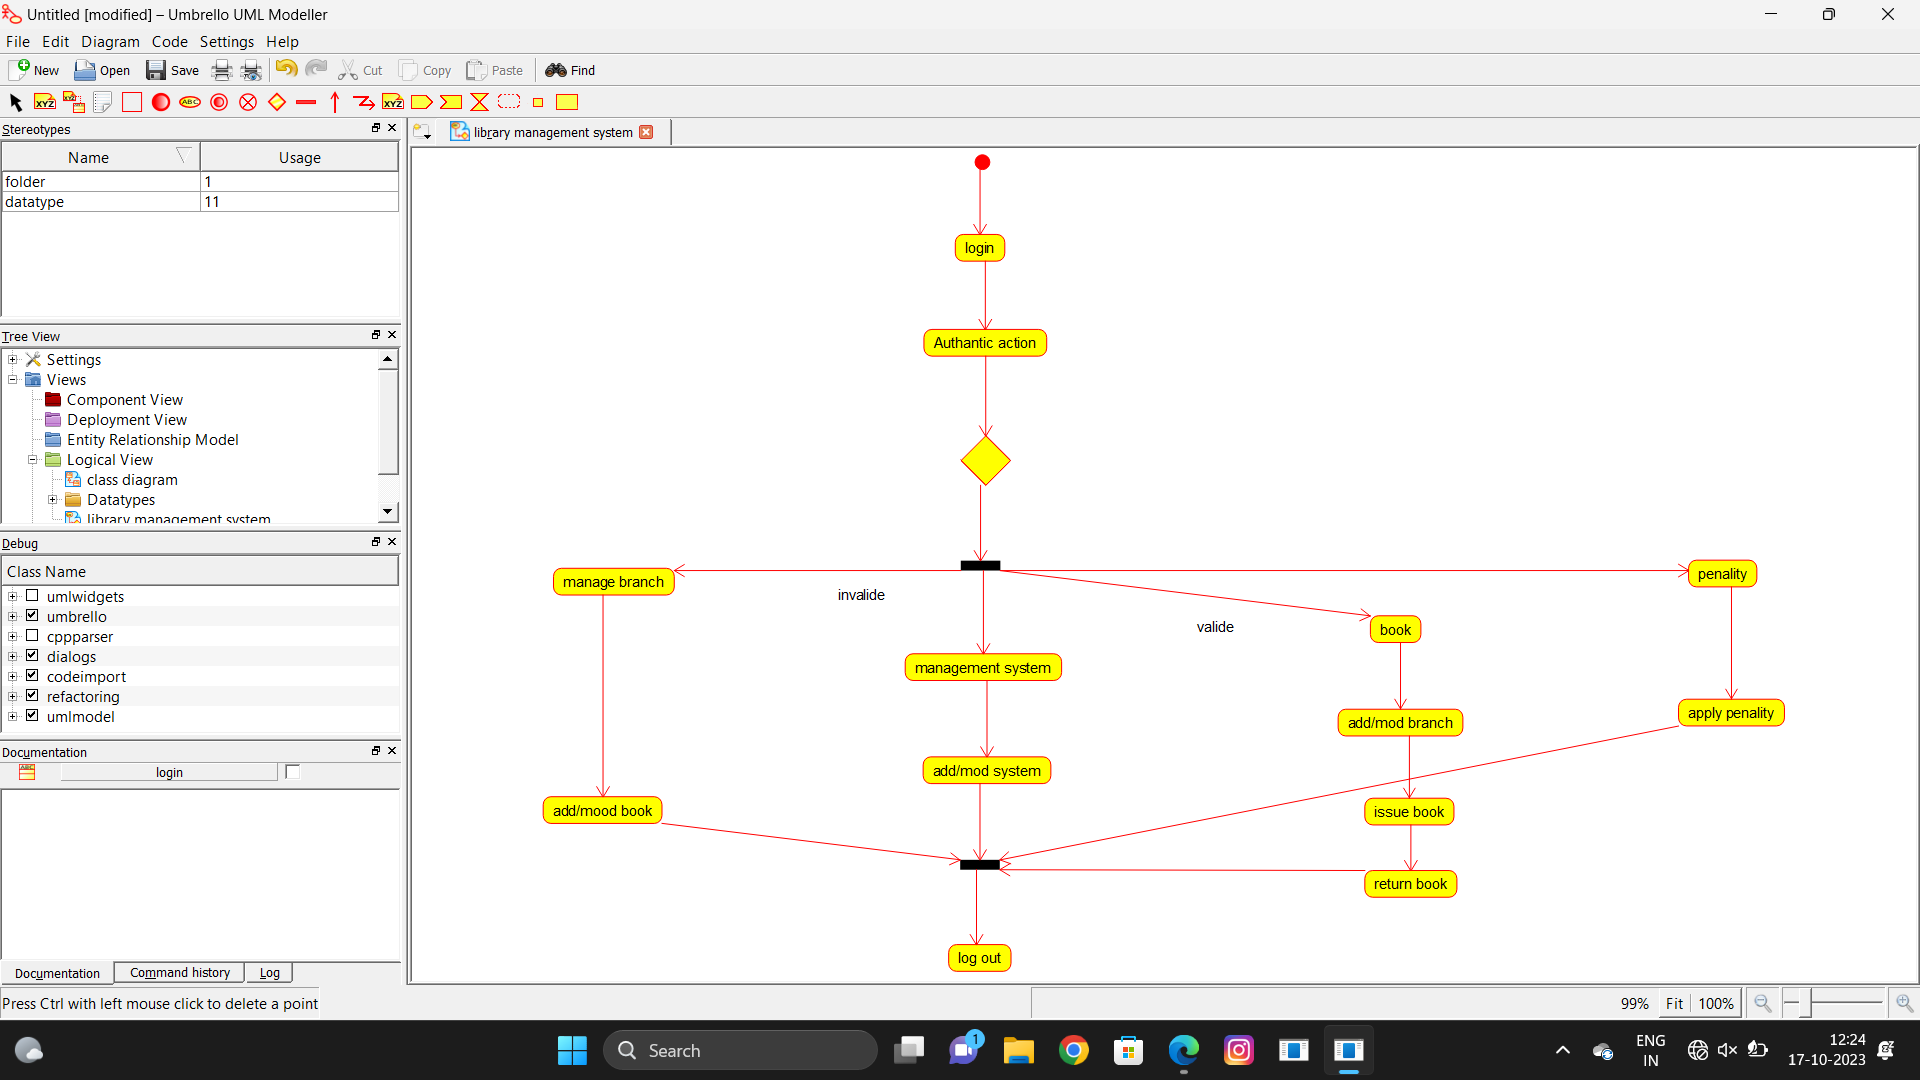 Untitled [modified] – Umbrello UML Modeller
File Edit Diagram Code Settings Help
New Open Save Cut Copy Paste Find
XYZ XYZ ABC XYZ
Stereotypes
library management system
Name Usage
folder 1
datatype 11
Tree View
Settings
Views
Component View
Deployment View
Entity Relationship Model
Logical View
class diagram
Datatypes
library management system
Debug
Class Name
umlwidgets
umbrello
cppparser
dialogs
codeimport
refactoring
umlmodel
Documentation
login
Documentation Command history Log
login
Authantic action
manage branch
penality
invalide
valide
book
management system
add/mod branch
apply penality
add/mod system
add/mood book
issue book
return book
log out
Press Ctrl with left mouse click to delete a point
99% Fit 100%
Search
1
ENG
IN
12:24
17-10-2023